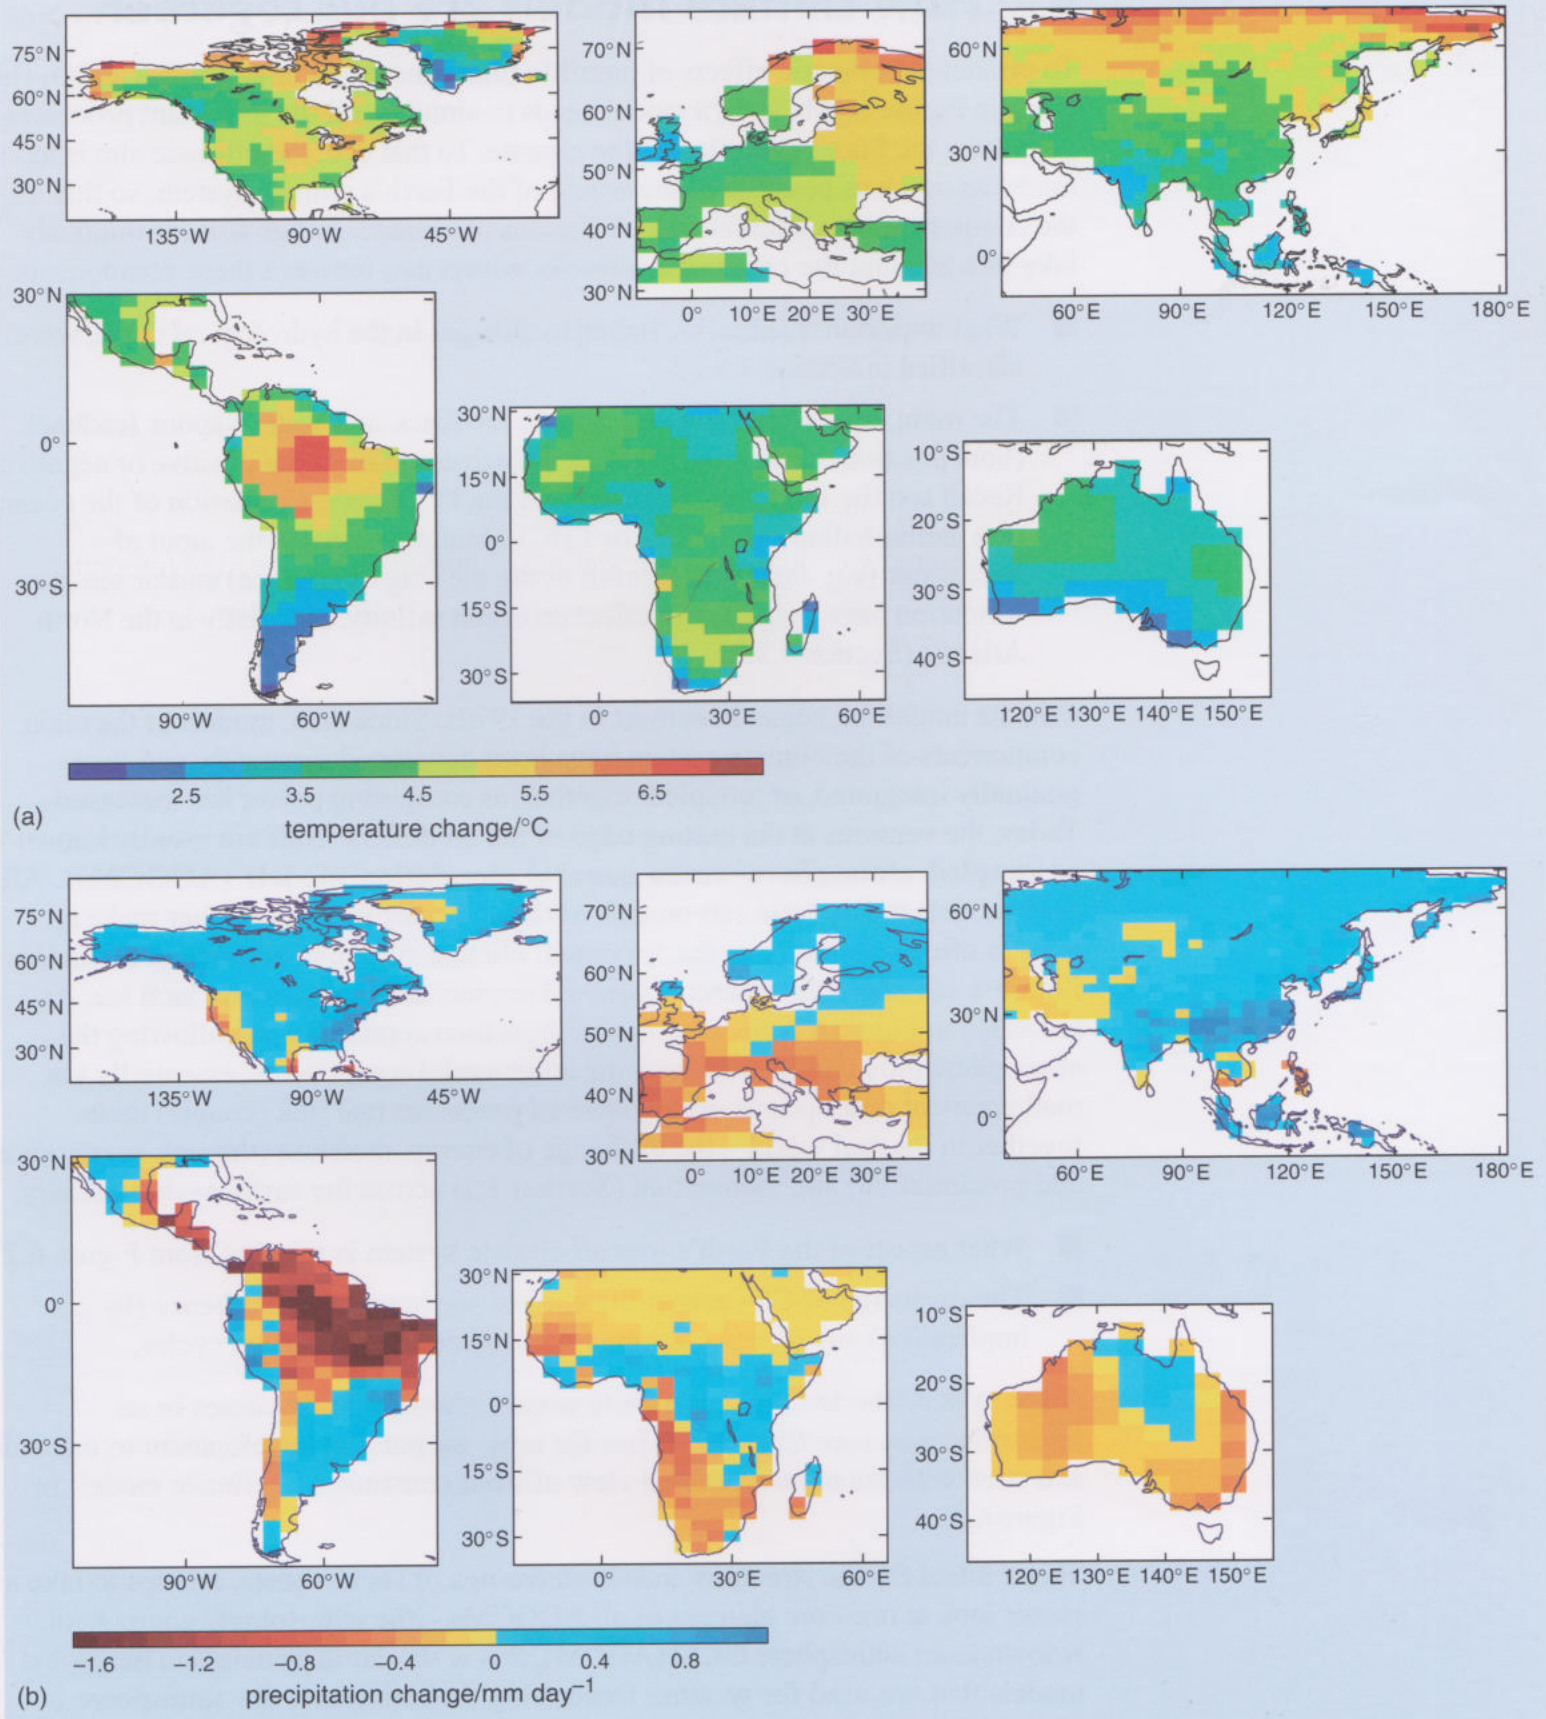 75°N
60°N
45°N
30°N
135°W 90°W 45°W
70°N
60°N
50°N
40°N
30°N
0° 10°E 20°E 30°E
60°N
30°N
0°
60°E 90°E 120°E 150°E 180°E
30°N
0°
30°S
90°W 60°W
30°N
15°N
0°
15°S
30°S
0° 30°E 60°E
10°S
20°S
30°S
40°S
120°E 130°E 140°E 150°E
2.5 3.5 4.5 5.5 6.5
(a)
temperature change/°C
75°N
60°N
45°N
30°N
135°W 90°W 45°W
70°N
60°N
50°N
40°N
30°N
0° 10°E 20°E 30°E
60°N
30°N
0°
60°E 90°E 120°E 150°E 180°E
30°N
0°
30°S
90°W 60°W
30°N
15°N
0°
15°S
30°S
0° 30°E 60°E
10°S
20°S
30°S
40°S
120°E 130°E 140°E 150°E
–1.6 –1.2 –0.8 –0.4 0 0.4 0.8
(b)
precipitation change/mm day–1